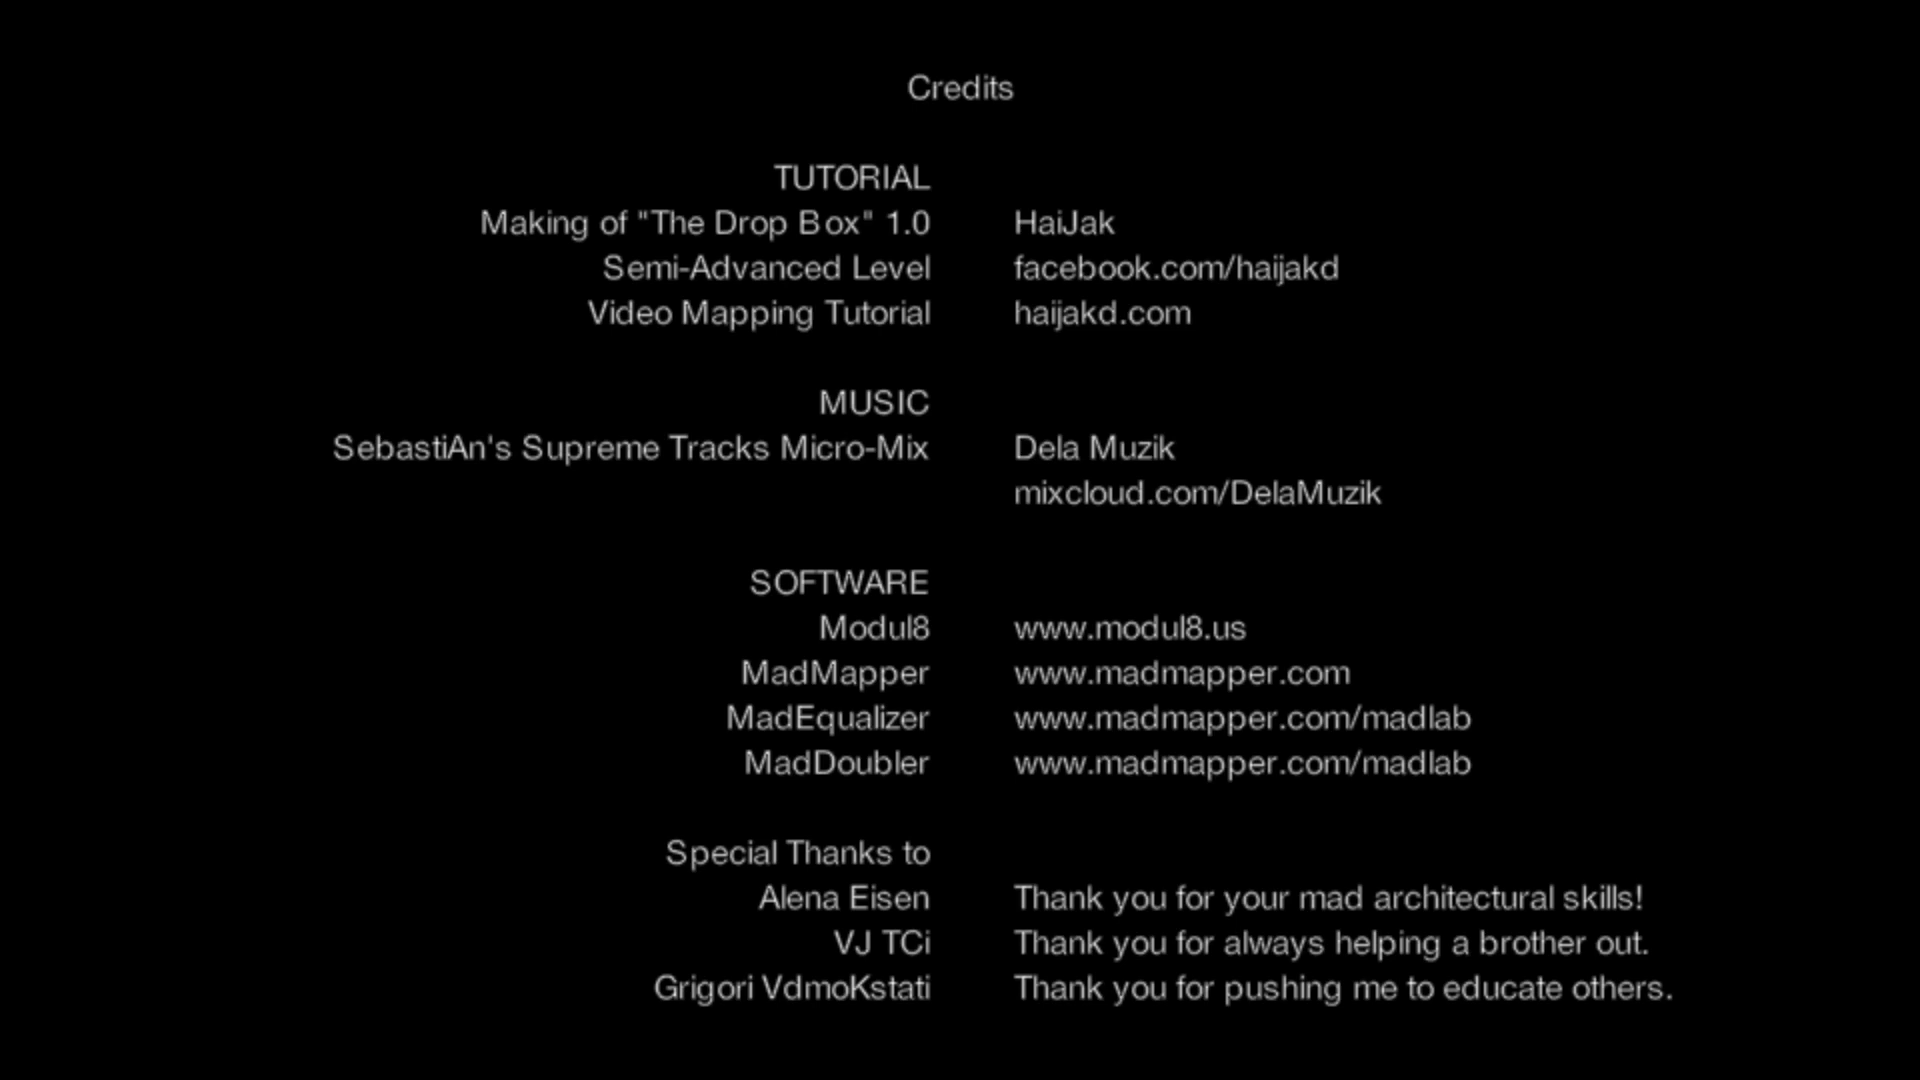 Credits
TUTORIAL
Making of "The Drop Box" 1.0 HaiJak
Semi-Advanced Level facebook.com/haijakd
Video Mapping Tutorial haijakd.com
MUSIC
SebastiAn's Supreme Tracks Micro-Mix Dela Muzik
mixcloud.com/DelaMuzik
SOFTWARE
Modul8 www.modul8.us
MadMapper www.madmapper.com
MadEqualizer www.madmapper.com/madlab
MadDoubler www.madmapper.com/madlab
Special Thanks to
Alena Eisen Thank you for your mad architectural skills!
VJ TCi Thank you for always helping a brother out.
Grigori VdmoKstati Thank you for pushing me to educate others.